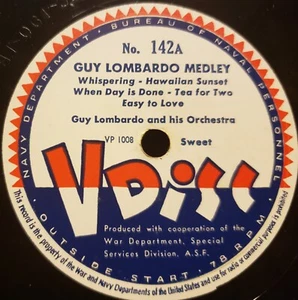 NAVY DEPARTMENT - BUREAU OF NAVAL PERSONNEL
No. 142A
GUY LOMBARDO MEDLEY
Whispering - Hawaiian Sunset
When Day is Done - Tea for Two
Easy to Love
Guy Lombardo and his Orchestra
VP 1008
Sweet
V DISC
Produced with cooperation of the
War Department, Special
Services Division, A.S.F.
OUTSIDE START - 78 RPM
This record is the property of the War and Navy Departments of the United States and use for radio or commercial purposes is prohibited